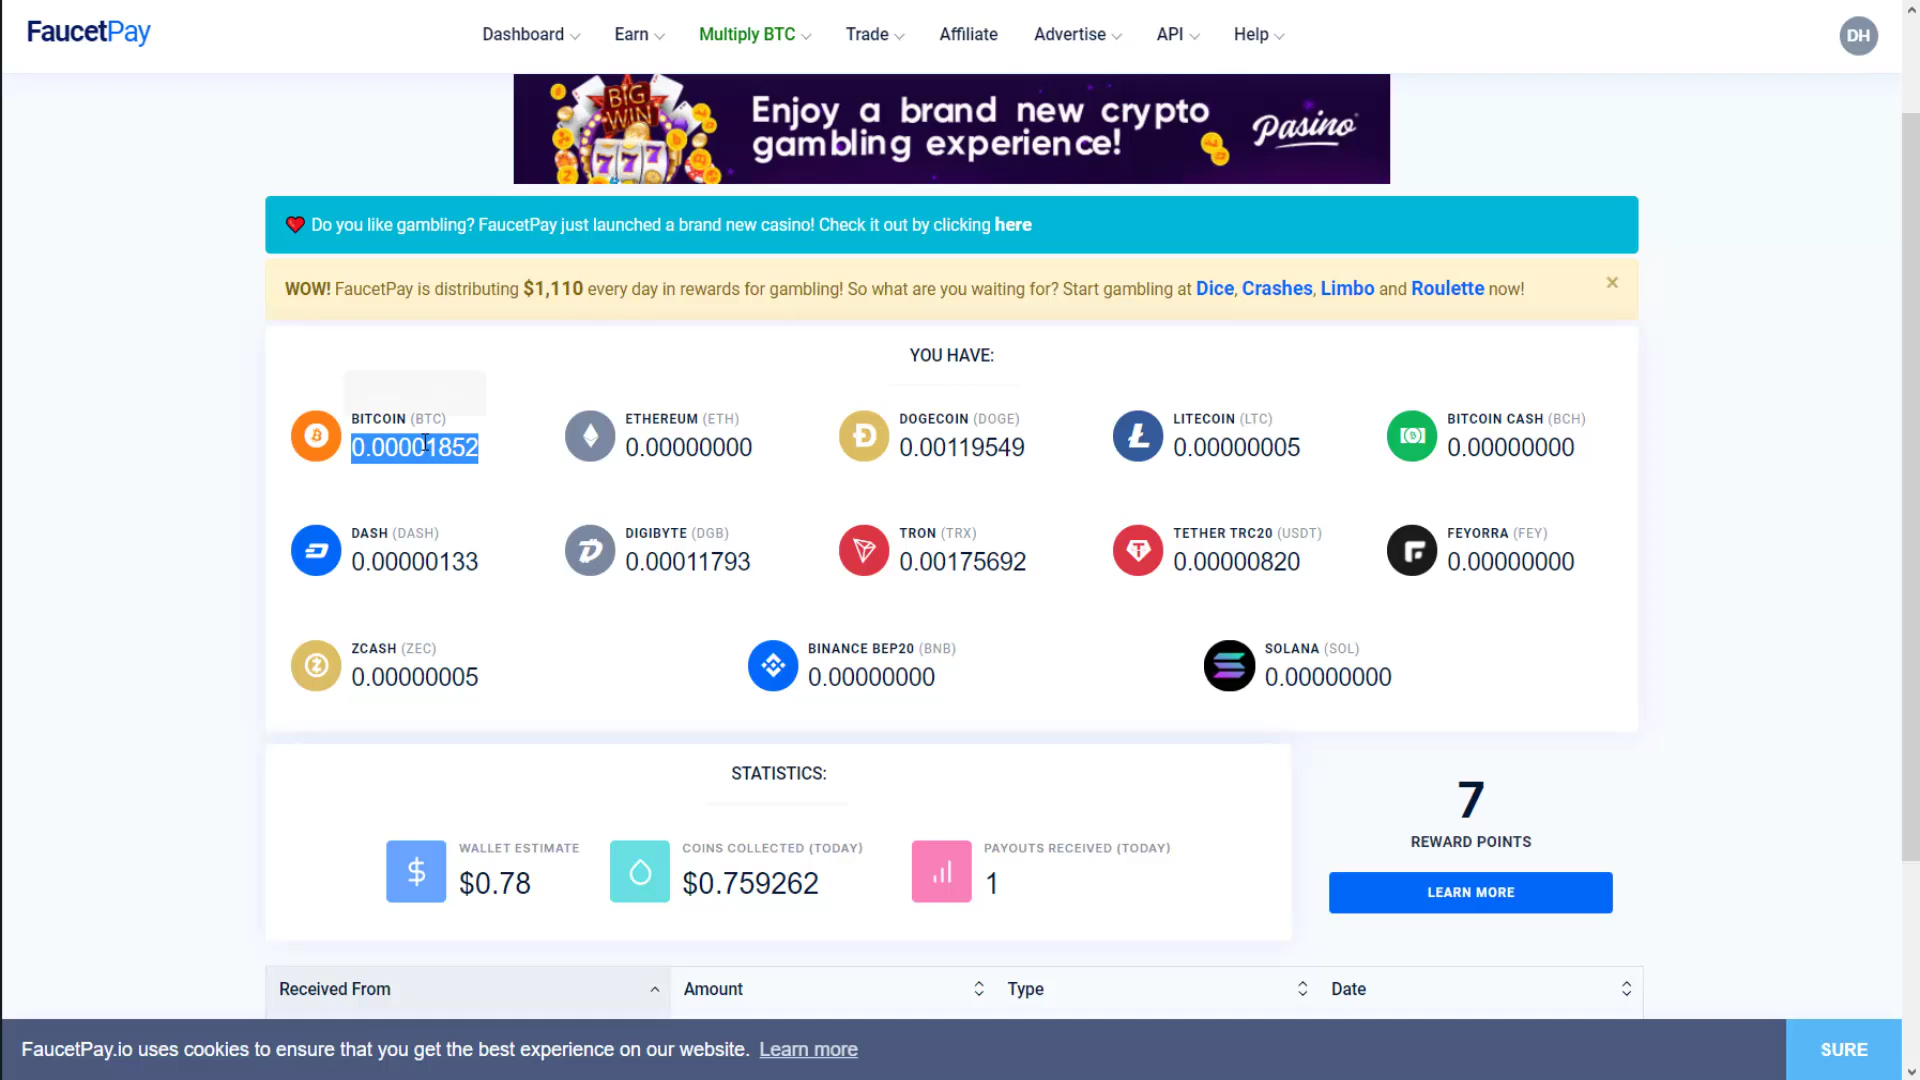 FaucetPay
Dashboard Earn Multiply BTC Trade Affiliate Advertise API Help DH
BIG
WIN
777
Enjoy a brand new crypto
gambling experience!
Pasino
Do you like gambling? FaucetPay just launched a brand new casino! Check it out by clicking here
WOW! FaucetPay is distributing $1,110 every day in rewards for gambling! So what are you waiting for? Start gambling at Dice, Crashes, Limbo and Roulette now! ×
YOU HAVE:
BITCOIN (BTC)
0.00001852
ETHEREUM (ETH)
0.00000000
DOGECOIN (DOGE)
0.00119549
LITECOIN (LTC)
0.00000005
BITCOIN CASH (BCH)
0.00000000
DASH (DASH)
0.00000133
DIGIBYTE (DGB)
0.00011793
TRON (TRX)
0.00175692
TETHER TRC20 (USDT)
0.00000820
FEYORRA (FEY)
0.00000000
ZCASH (ZEC)
0.00000005
BINANCE BEP20 (BNB)
0.00000000
SOLANA (SOL)
0.00000000
STATISTICS:
WALLET ESTIMATE
$0.78
COINS COLLECTED (TODAY)
$0.759262
PAYOUTS RECEIVED (TODAY)
1
7
REWARD POINTS
LEARN MORE
Received From Amount Type Date
FaucetPay.io uses cookies to ensure that you get the best experience on our website. Learn more
SURE